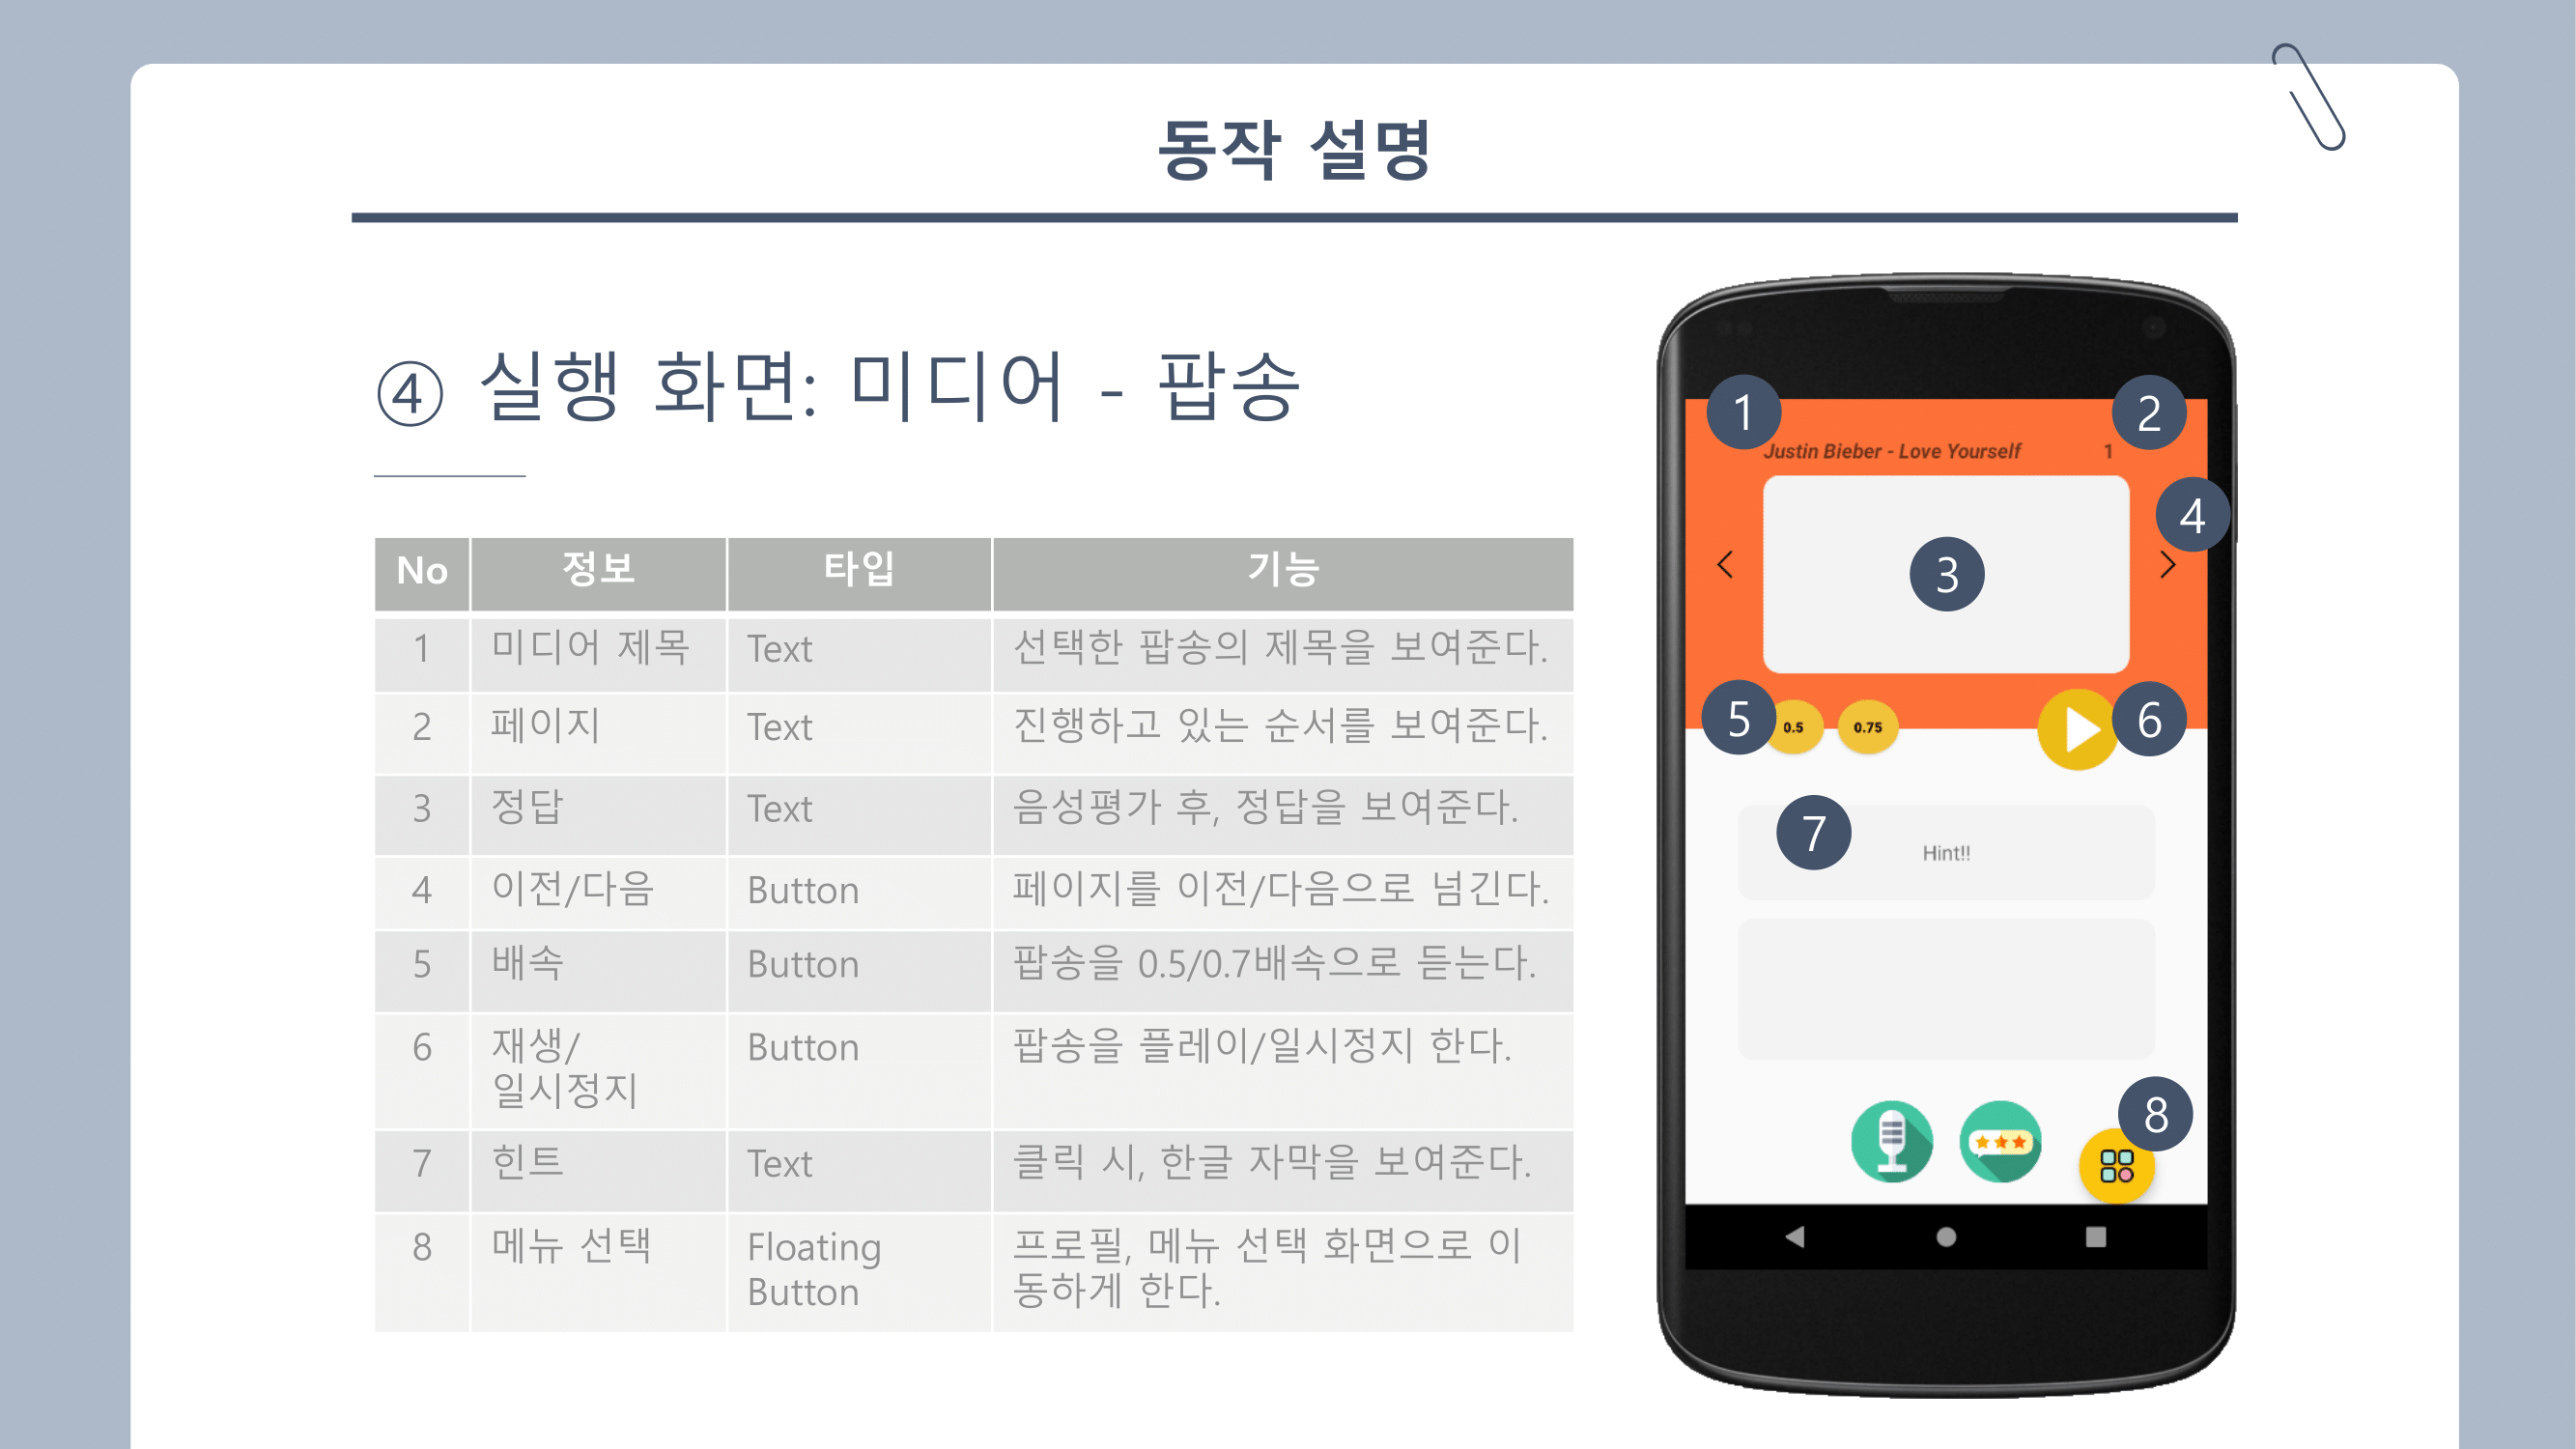 동작 설명
④ 실행 화면: 미디어 - 팝송
No 정보 타입 기능
1 미디어 제목 Text 선택한 팝송의 제목을 보여준다.
2 페이지 Text 진행하고 있는 순서를 보여준다.
3 정답 Text 음성평가 후, 정답을 보여준다.
4 이전/다음 Button 페이지를 이전/다음으로 넘긴다.
5 배속 Button 팝송을 0.5/0.7배속으로 듣는다.
6 재생/ Button 팝송을 플레이/일시정지 한다.
일시정지
7 힌트 Text 클릭 시, 한글 자막을 보여준다.
8 메뉴 선택 Floating 프로필, 메뉴 선택 화면으로 이
Button 동하게 한다.
1 2
Justin Bieber - Love Yourself 1
4
3
5 0.5 0.75 6
7
Hint!!
8